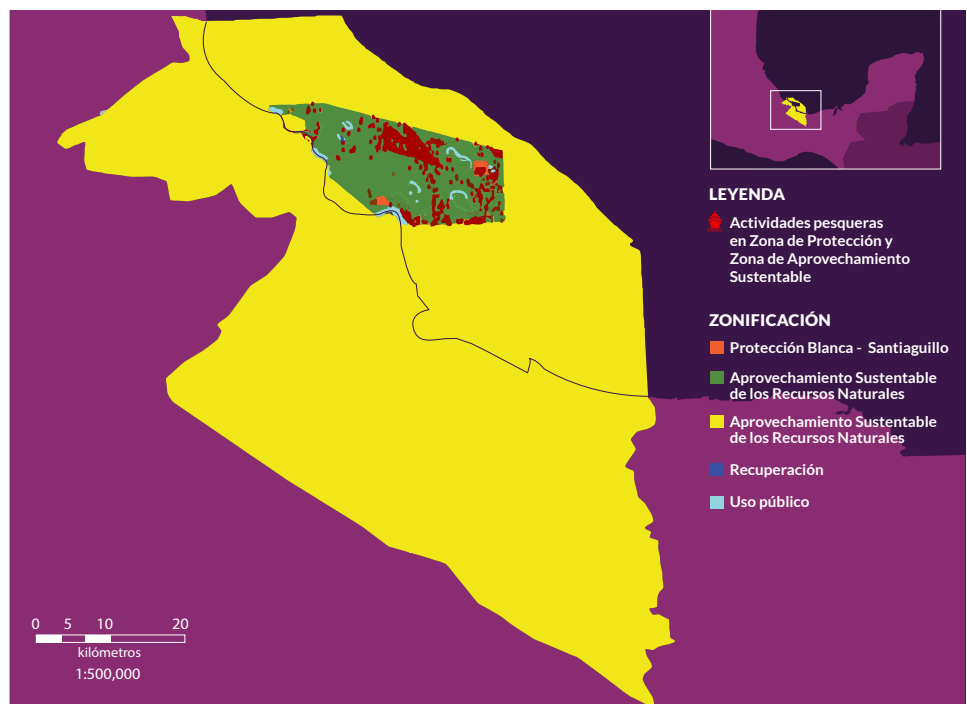 LEYENDA
Actividades pesqueras
en Zona de Protección y
Zona de Aprovechamiento
Sustentable
ZONIFICACIÓN
Protección Blanca - Santiaguillo
Aprovechamiento Sustentable
de los Recursos Naturales
Aprovechamiento Sustentable
de los Recursos Naturales
Recuperación
Uso público
0 5 10 20
kilómetros
1:500,000